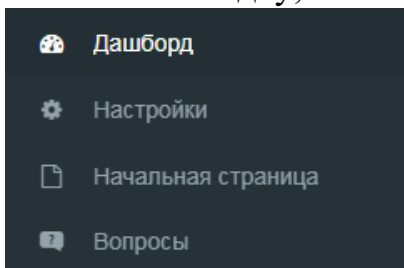 Дашборд
Настройки
Начальная страница
Вопросы